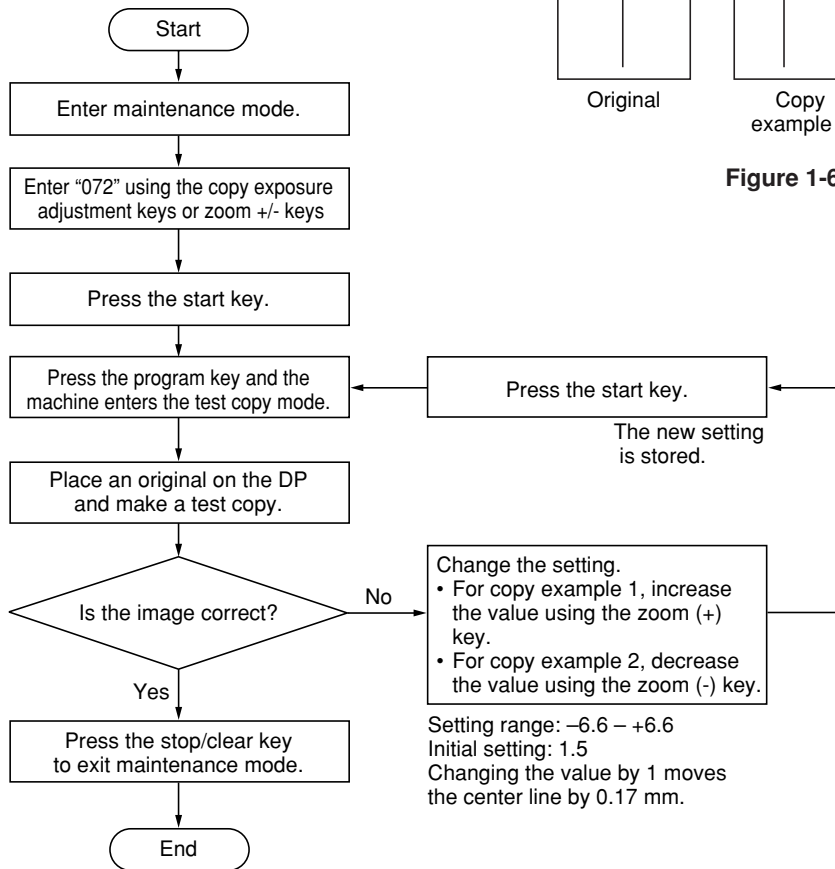 Start
Enter maintenance mode.
Enter “072” using the copy exposure
adjustment keys or zoom +/- keys
Press the start key.
Press the program key and the
machine enters the test copy mode.
Place an original on the DP
and make a test copy.
Is the image correct?
Yes
Press the stop/clear key
to exit maintenance mode.
End
No
Change the setting.
• For copy example 1, increase
the value using the zoom (+)
key.
• For copy example 2, decrease
the value using the zoom (-) key.
Setting range: –6.6 – +6.6
Initial setting: 1.5
Changing the value by 1 moves
the center line by 0.17 mm.
Press the start key.
The new setting
is stored.
Original
Copy
example
Figure 1-6